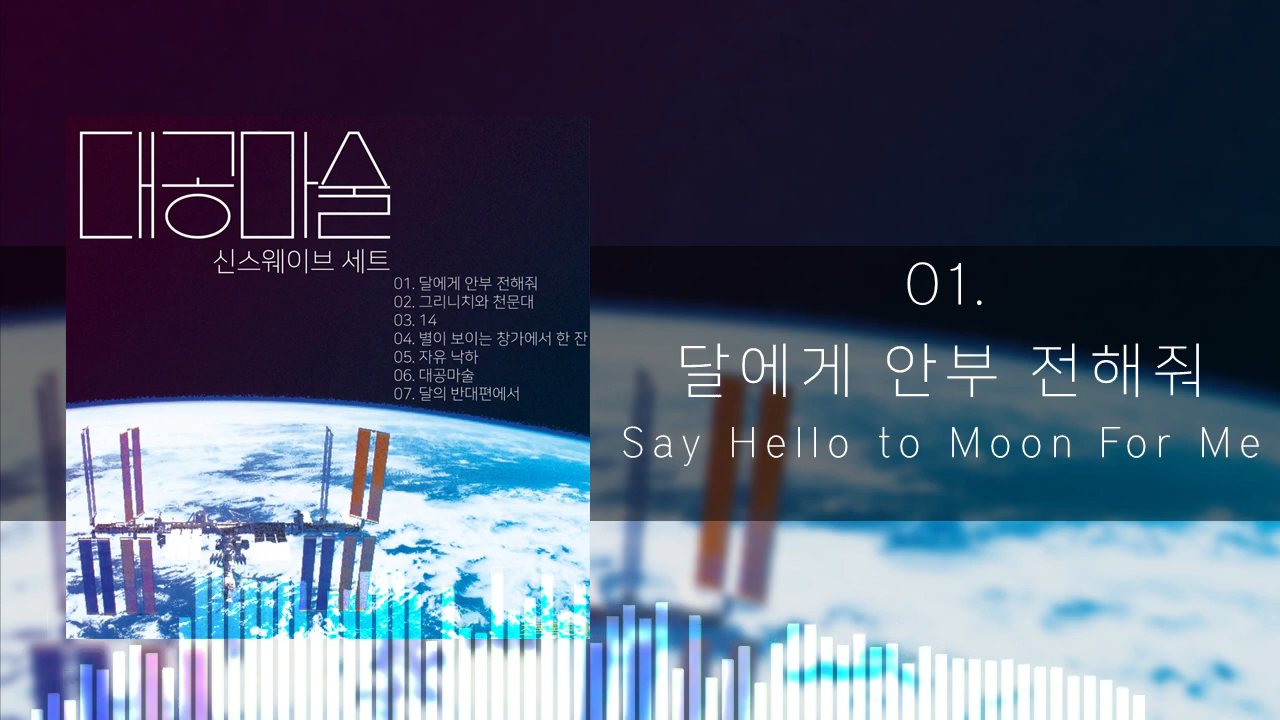 대공마술
신스웨이브 세트
01. 달에게 안부 전해줘
02. 그리니치와 천문대
03. 14
04. 별이 보이는 창가에서 한 잔
05. 자유 낙하
06. 대공마술
07. 달의 반대편에서
01.
달에게 안부 전해줘
Say Hello to Moon For Me